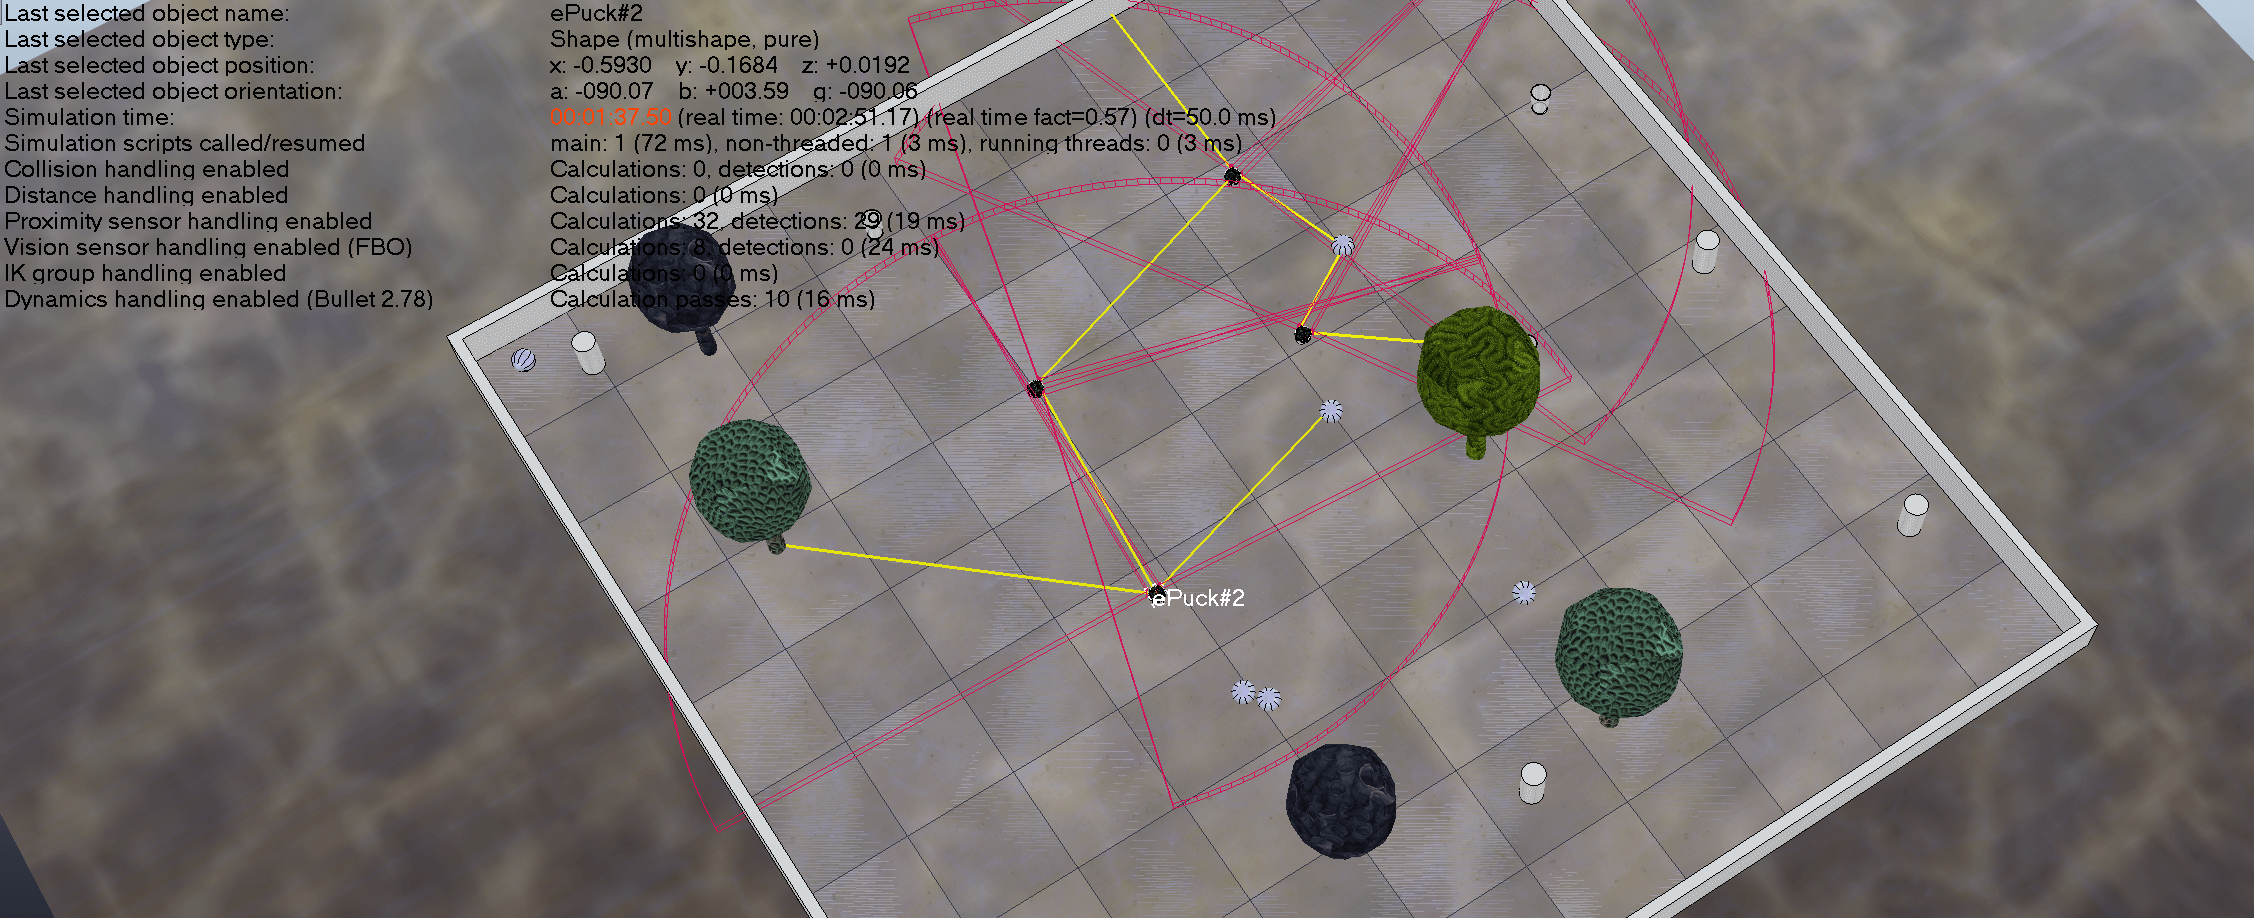 Last selected object name: ePuck#2
Last selected object type: Shape (multishape, pure)
Last selected object position: x: -0.5930 y: -0.1684 z: +0.0192
Last selected object orientation: a: -090.07 b: +003.59 g: -090.06
Simulation time: 00:01:37.50 (real time: 00:02:51.17) (real time fact=0.57) (dt=50.0 ms)
Simulation scripts called/resumed main: 1 (72 ms), non-threaded: 1 (3 ms), running threads: 0 (3 ms)
Collision handling enabled Calculations: 0, detections: 0 (0 ms)
Distance handling enabled Calculations: 0 (0 ms)
Proximity sensor handling enabled Calculations: 32, detections: 29 (19 ms)
Vision sensor handling enabled (FBO) Calculations: 8, detections: 0 (24 ms)
IK group handling enabled Calculations: 0 (0 ms)
Dynamics handling enabled (Bullet 2.78) Calculation passes: 10 (16 ms)
ePuck#2